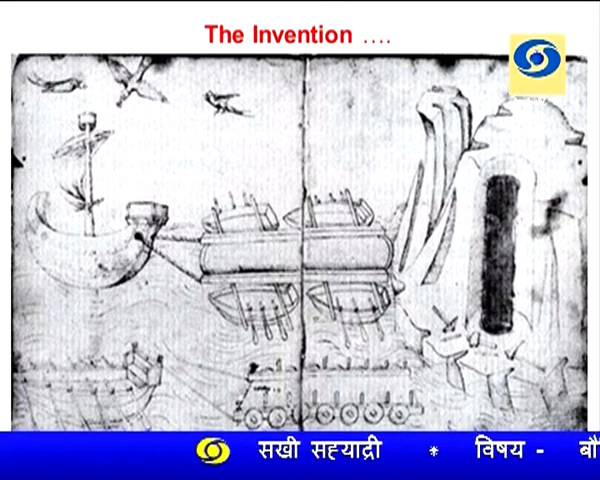 The Invention ....
सखी सह्याद्री * विषय - बौ